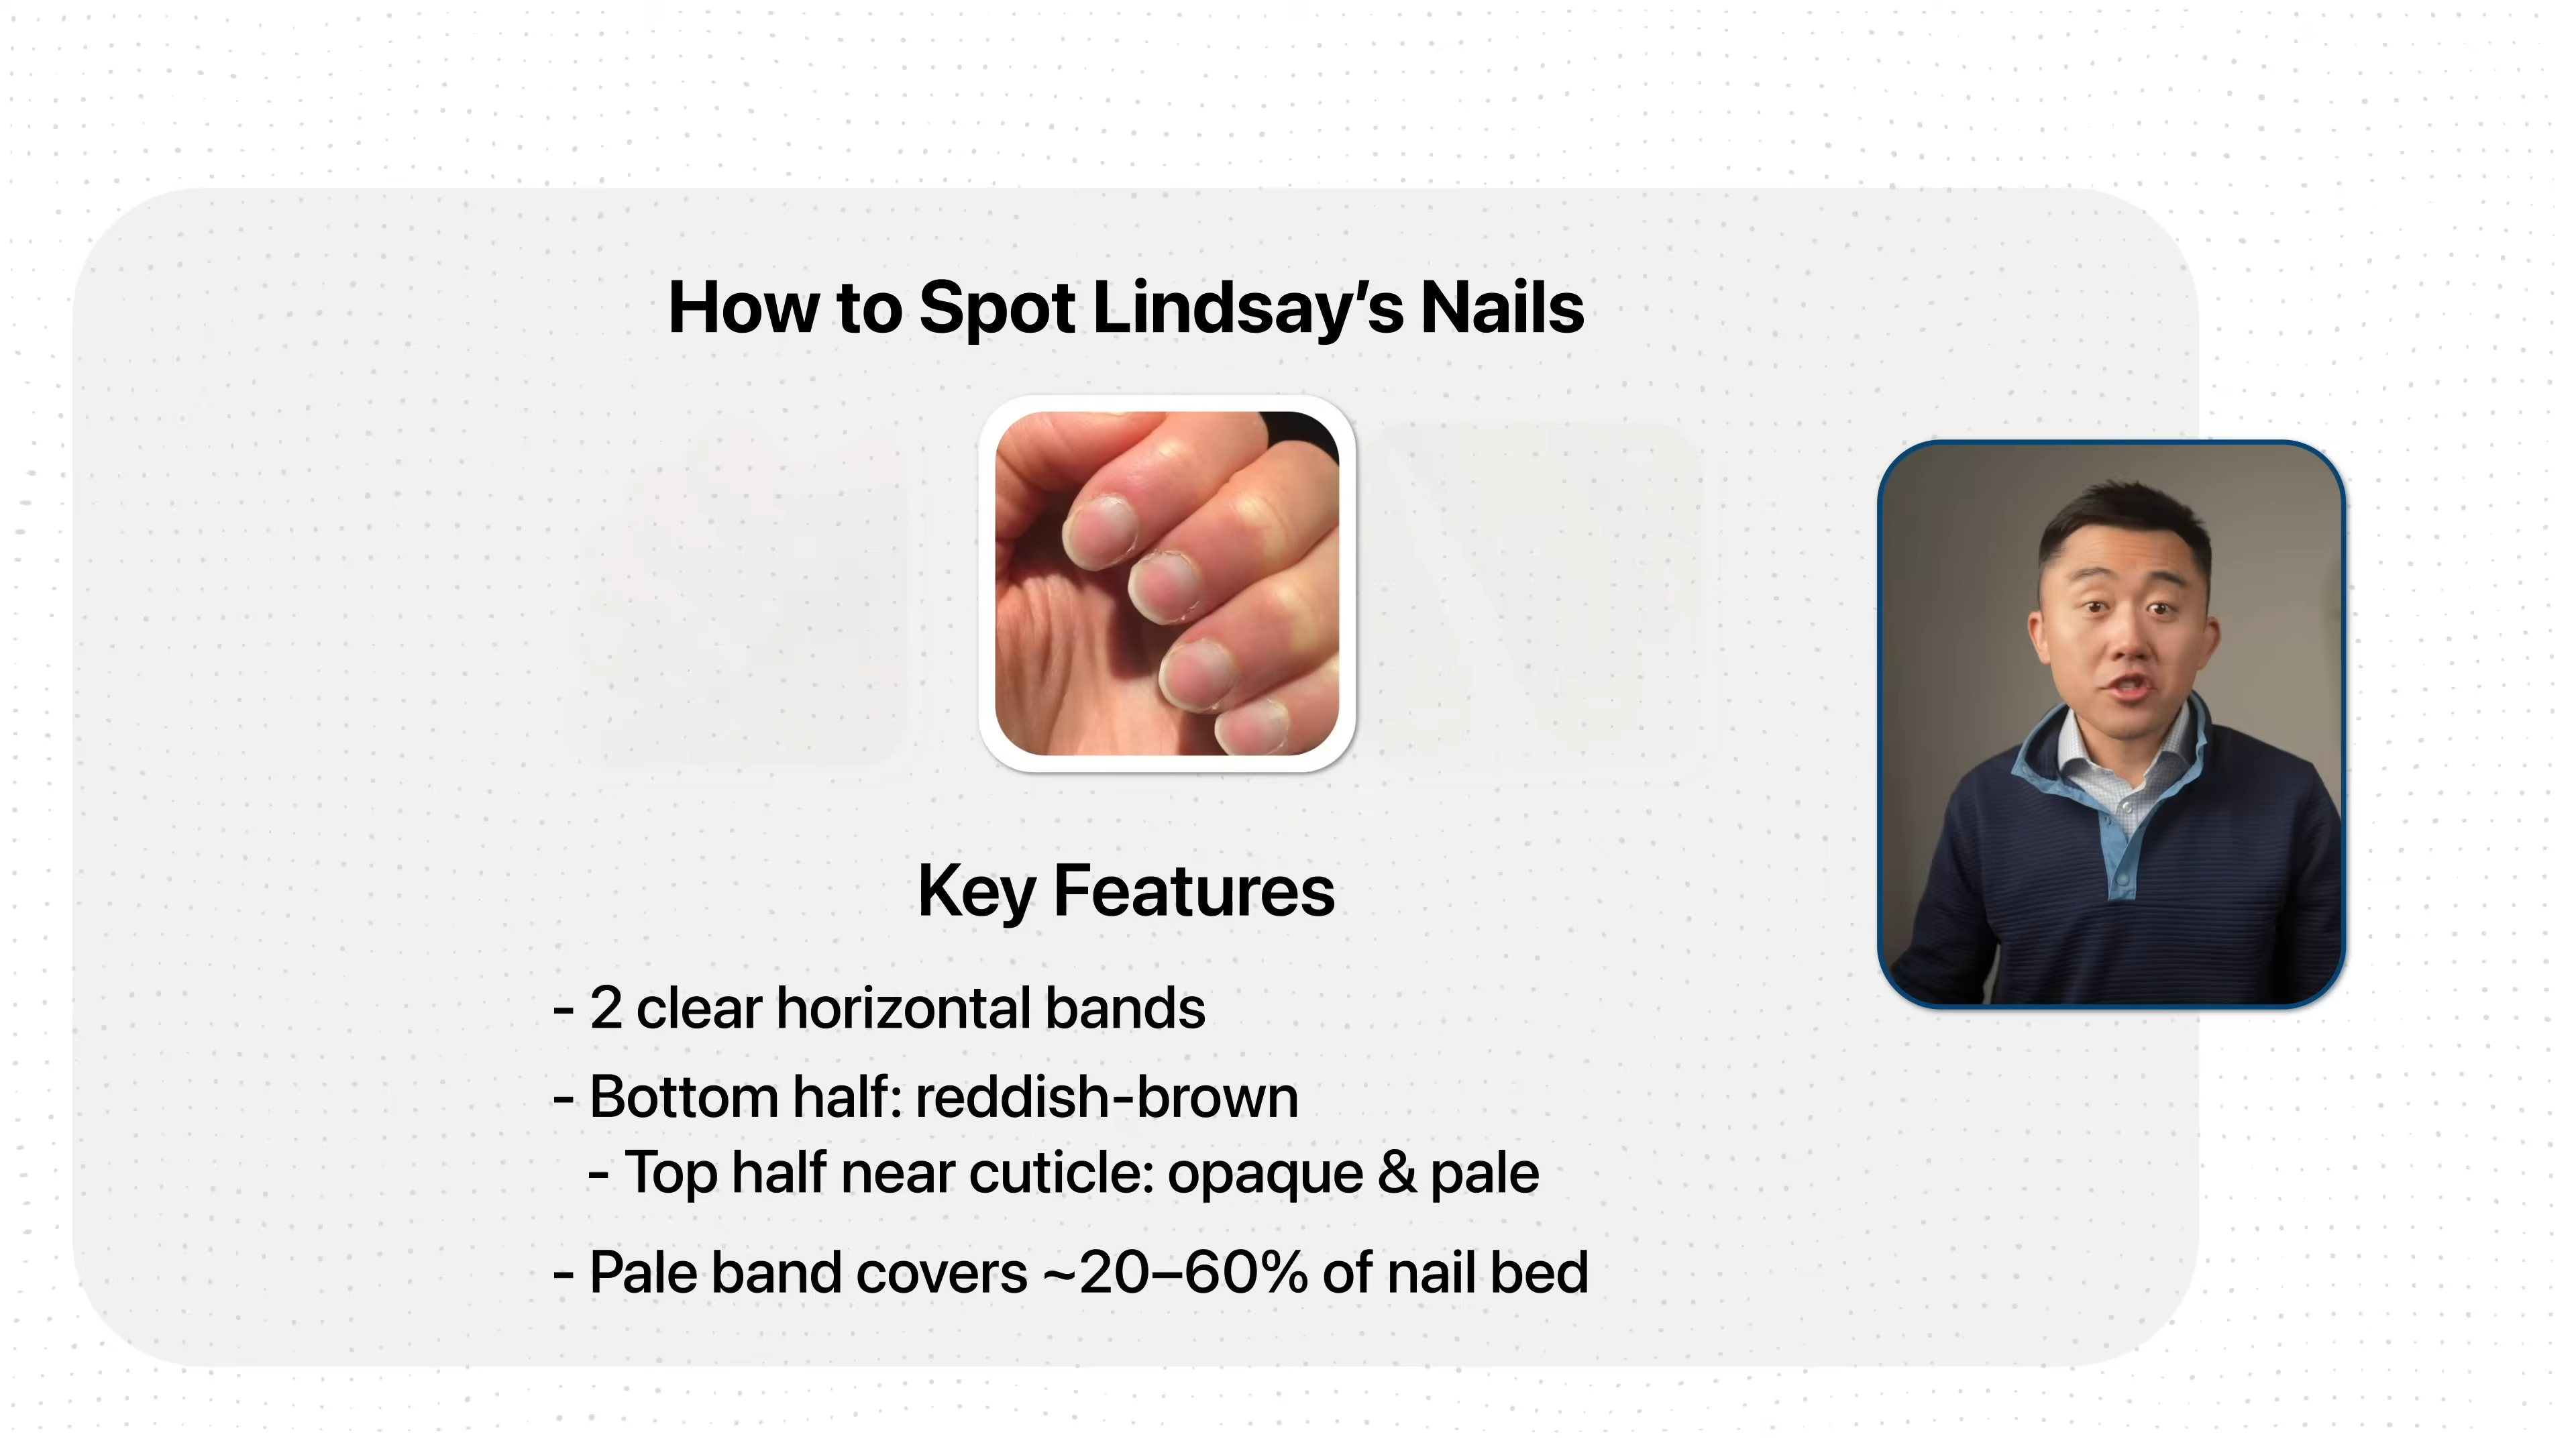 How to Spot Lindsay’s Nails
Key Features
- 2 clear horizontal bands
- Bottom half: reddish-brown
- Top half near cuticle: opaque & pale
- Pale band covers ~20–60% of nail bed